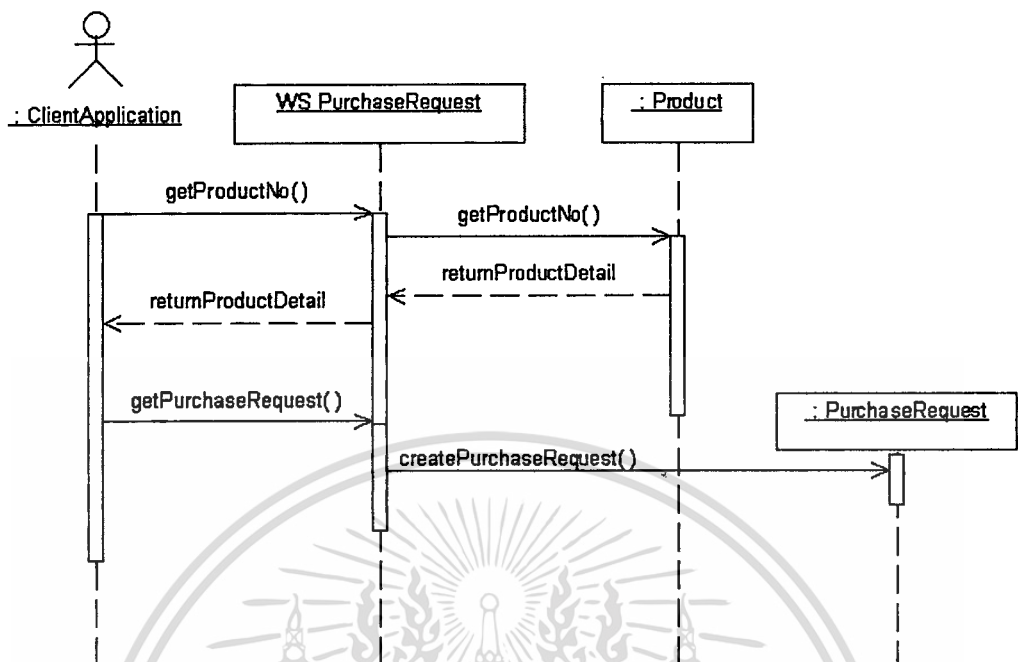 : ClientApplication
WS PurchaseRequest
: Product
getProductNo()
getProductNo()
returnProductDetail
returnProductDetail
getPurchaseRequest()
: PurchaseRequest
createPurchaseRequest()